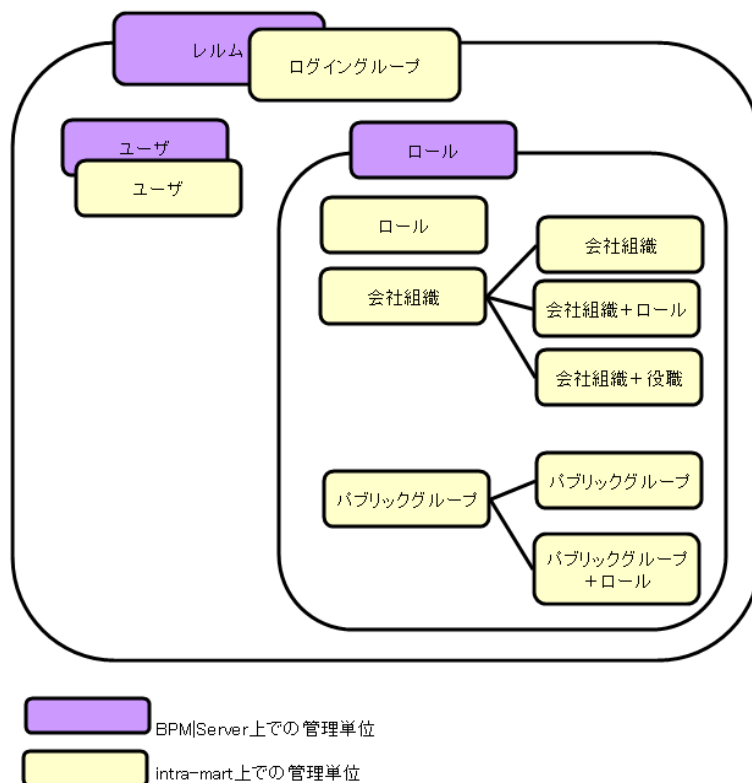 レルム
ログイングループ
ユーザ
ユーザ
ロール
ロール
会社組織
会社組織
会社組織+ロール
会社組織+役職
パブリックグループ
パブリックグループ
パブリックグループ
+ロール
BPM|Server上での管理単位
intra-mart上での管理単位